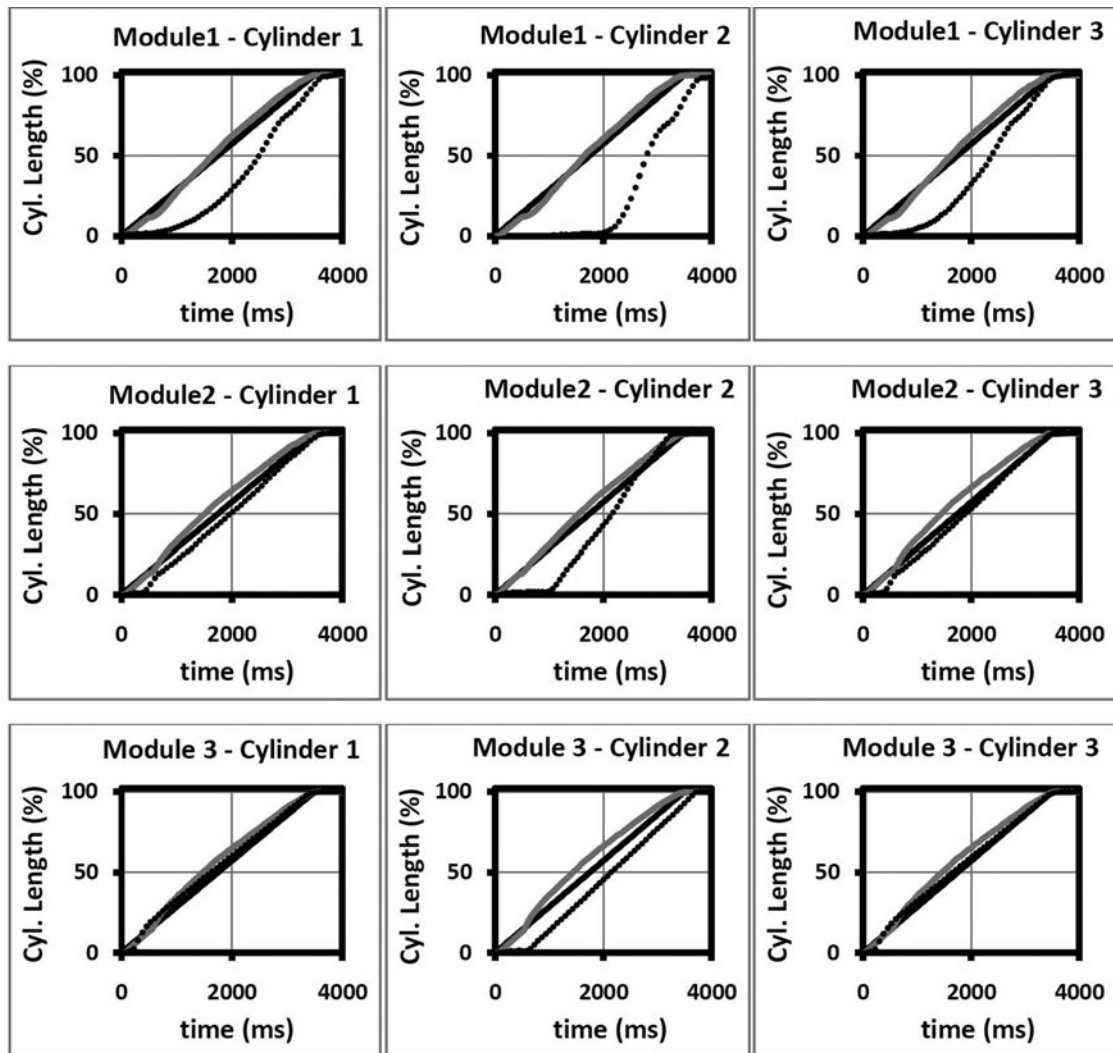 Module1 - Cylinder 1
Cyl. Length (%)
100
50
0
0 2000 4000
time (ms)
Module1 - Cylinder 2
Cyl. Length (%)
100
50
0
0 2000 4000
time (ms)
Module1 - Cylinder 3
Cyl. Length (%)
100
50
0
0 2000 4000
time (ms)
Module2 - Cylinder 1
Cyl. Length (%)
100
50
0
0 2000 4000
time (ms)
Module2 - Cylinder 2
Cyl. Length (%)
100
50
0
0 2000 4000
time (ms)
Module2 - Cylinder 3
Cyl. Length (%)
100
50
0
0 2000 4000
time (ms)
Module 3 - Cylinder 1
Cyl. Length (%)
100
50
0
0 2000 4000
time (ms)
Module 3 - Cylinder 2
Cyl. Length (%)
100
50
0
0 2000 4000
time (ms)
Module 3 - Cylinder 3
Cyl. Length (%)
100
50
0
0 2000 4000
time (ms)